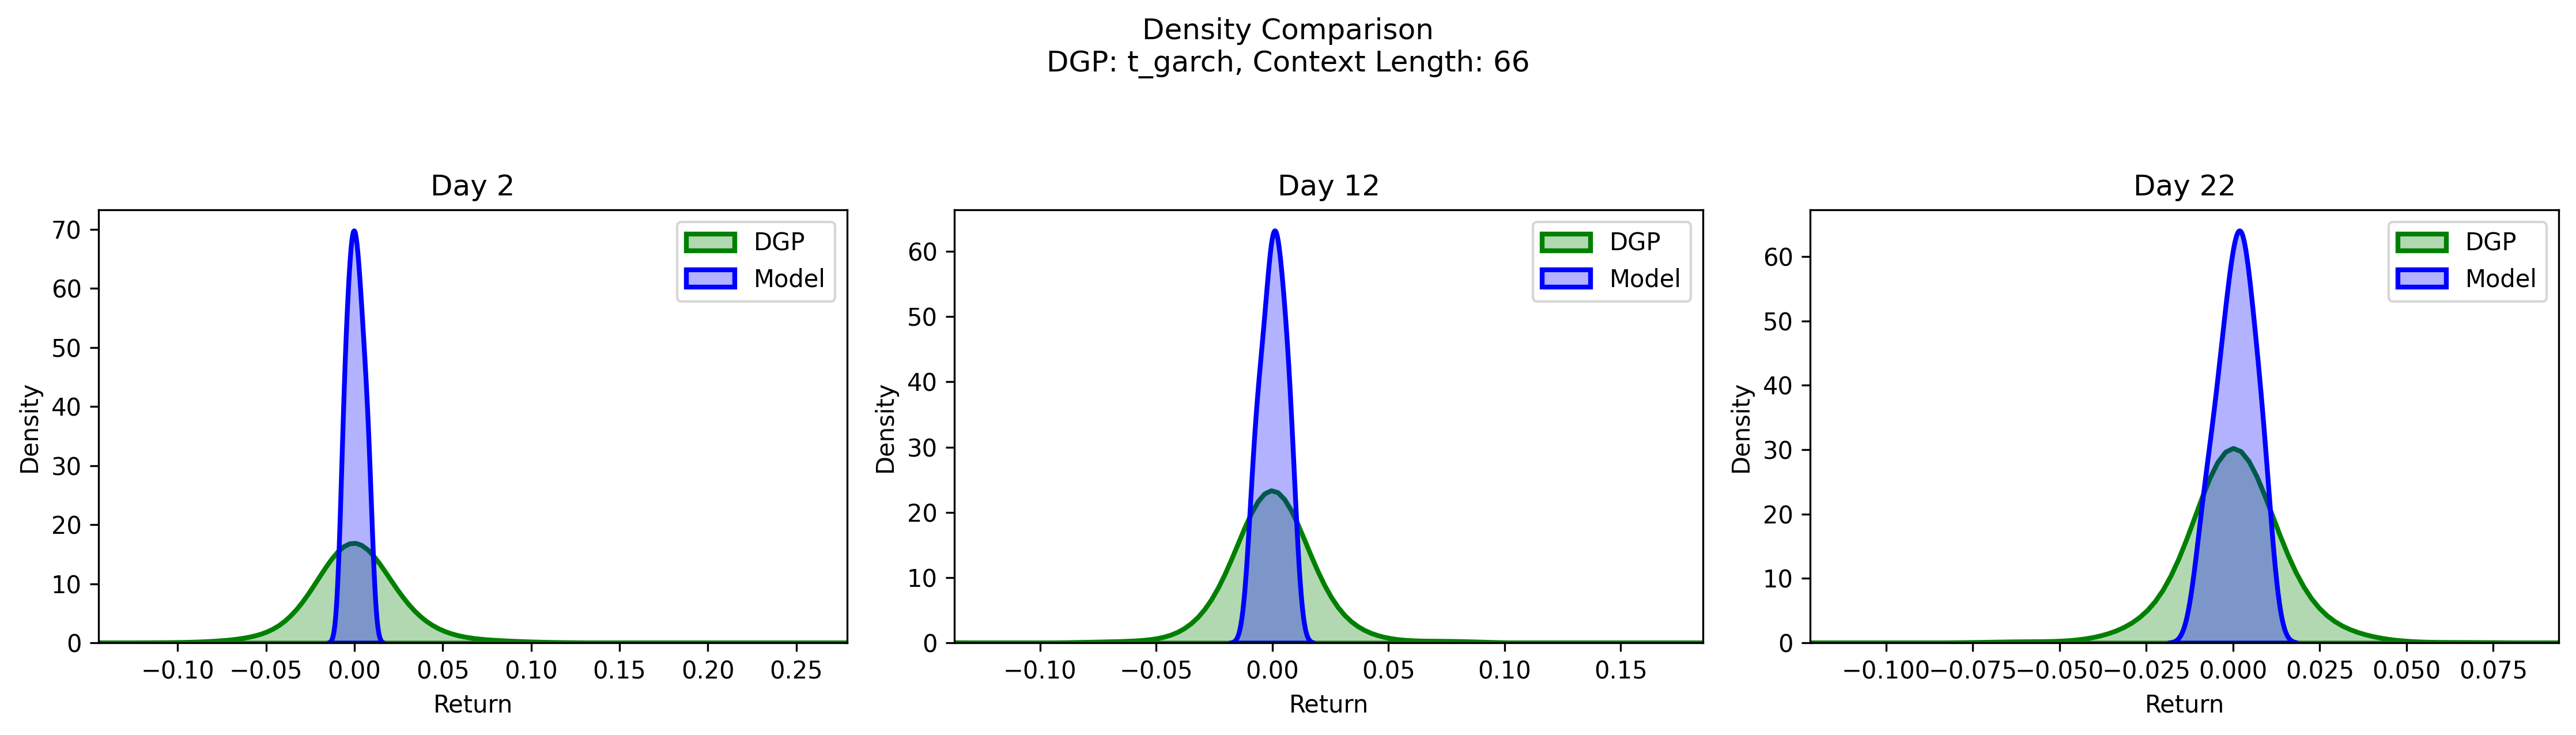 Density Comparison
DGP: t_garch, Context Length: 66
Day 2
70
60
50
40
30
20
10
0
Density
−0.10 −0.05 0.00 0.05 0.10 0.15 0.20 0.25
Return
DGP
Model
Day 12
60
50
40
30
20
10
0
Density
−0.10 −0.05 0.00 0.05 0.10 0.15
Return
DGP
Model
Day 22
60
50
40
30
20
10
0
Density
−0.100 −0.075 −0.050 −0.025 0.000 0.025 0.050 0.075
Return
DGP
Model